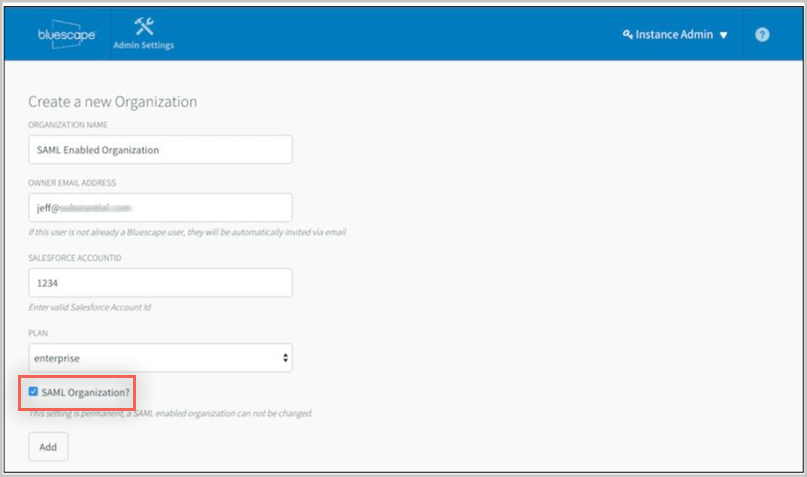 bluescape
Admin Settings
Instance Admin
?
Create a new Organization
ORGANIZATION NAME
SAML Enabled Organization
OWNER EMAIL ADDRESS
jeff@
If this user is not already a Bluescape user, they will be automatically invited via email
SALESFORCE ACCOUNTID
1234
Enter valid Salesforce Account Id
PLAN
enterprise
SAML Organization?
This setting is permanent, a SAML enabled organization can not be changed.
Add